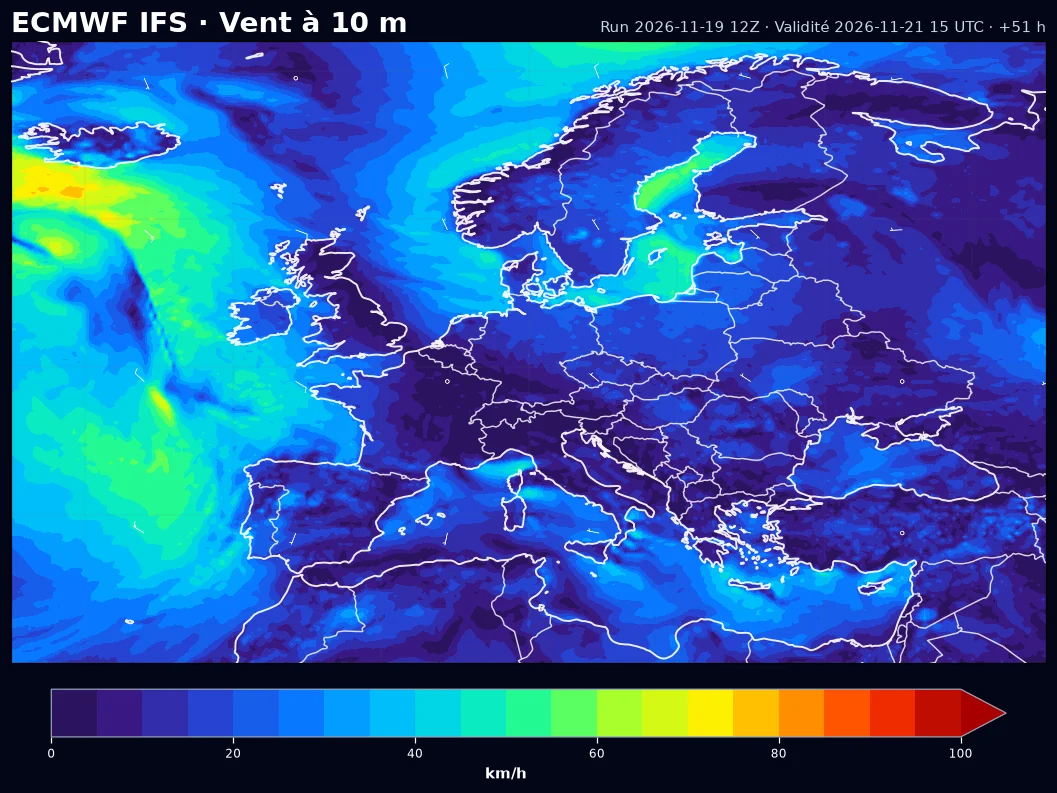 ECMWF IFS · Vent à 10 m
Run 2026-11-19 12Z · Validité 2026-11-21 15 UTC · +51 h
0 20 40 60 80 100
km/h